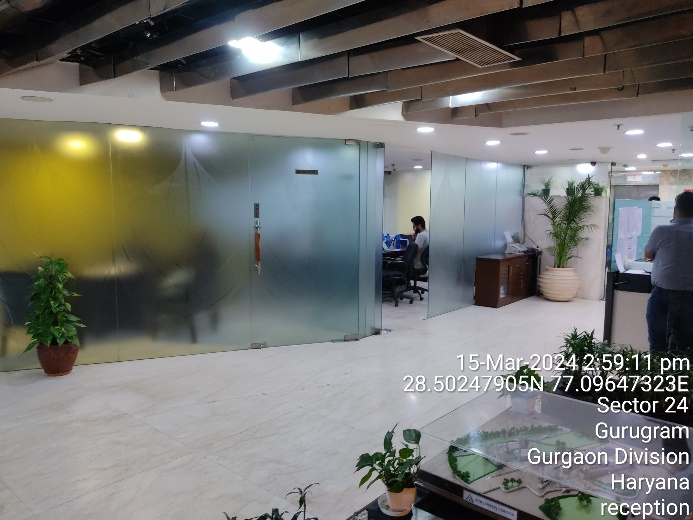 15-Mar-2024 2:59:11 pm
28.50247905N 77.09647323E
Sector 24
Gurugram
Gurgaon Division
Haryana
reception